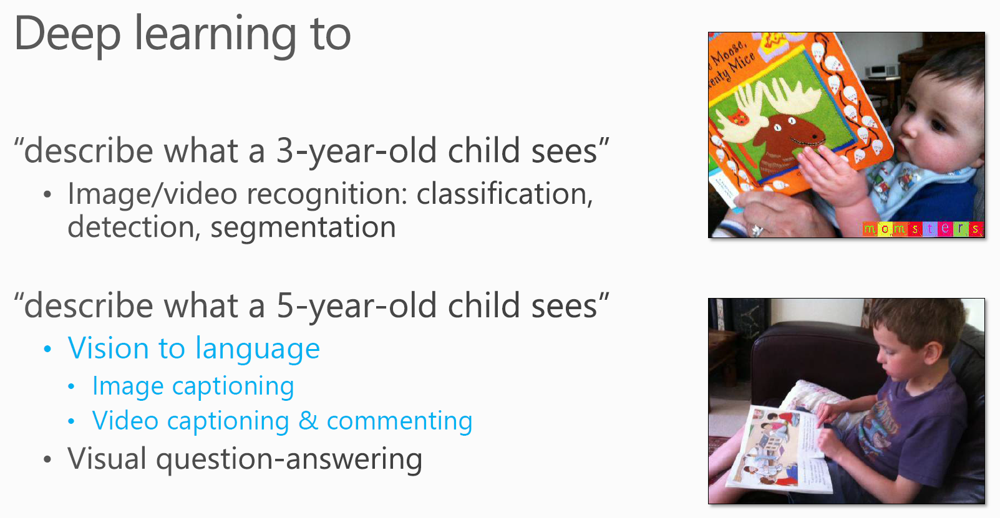 Deep learning to
“describe what a 3-year-old child sees”
• Image/video recognition: classification,
detection, segmentation
“describe what a 5-year-old child sees”
• Vision to language
• Image captioning
• Video captioning & commenting
• Visual question-answering
e Moose,
enty Mice
momsters